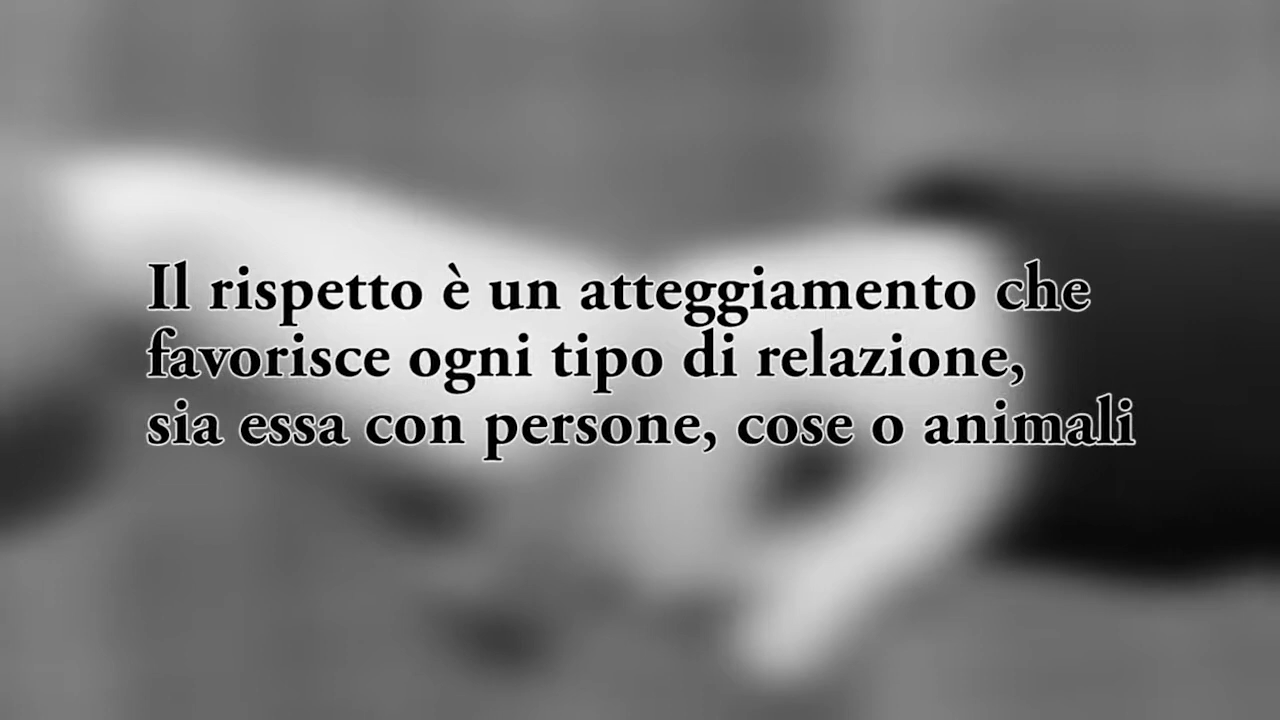 Il rispetto è un atteggiamento che
favorisce ogni tipo di relazione,
sia essa con persone, cose o animali